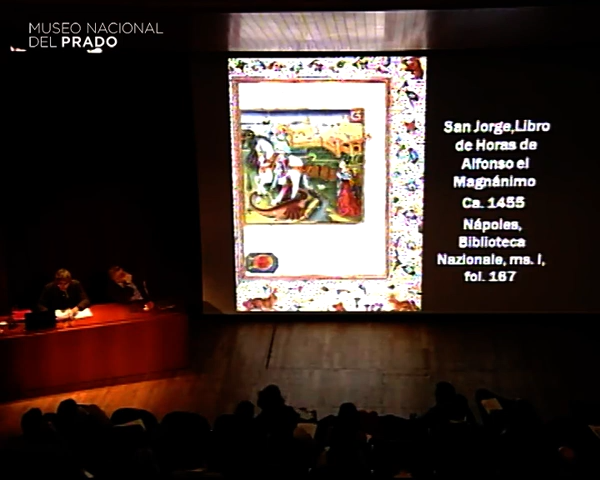 MUSEO NACIONAL
DEL PRADO
San Jorge,Libro
de Horas de
Alfonso el
Magnánimo
Ca. 1455
Nápoles,
Biblioteca
Nazionale, ms. I,
fol. 167